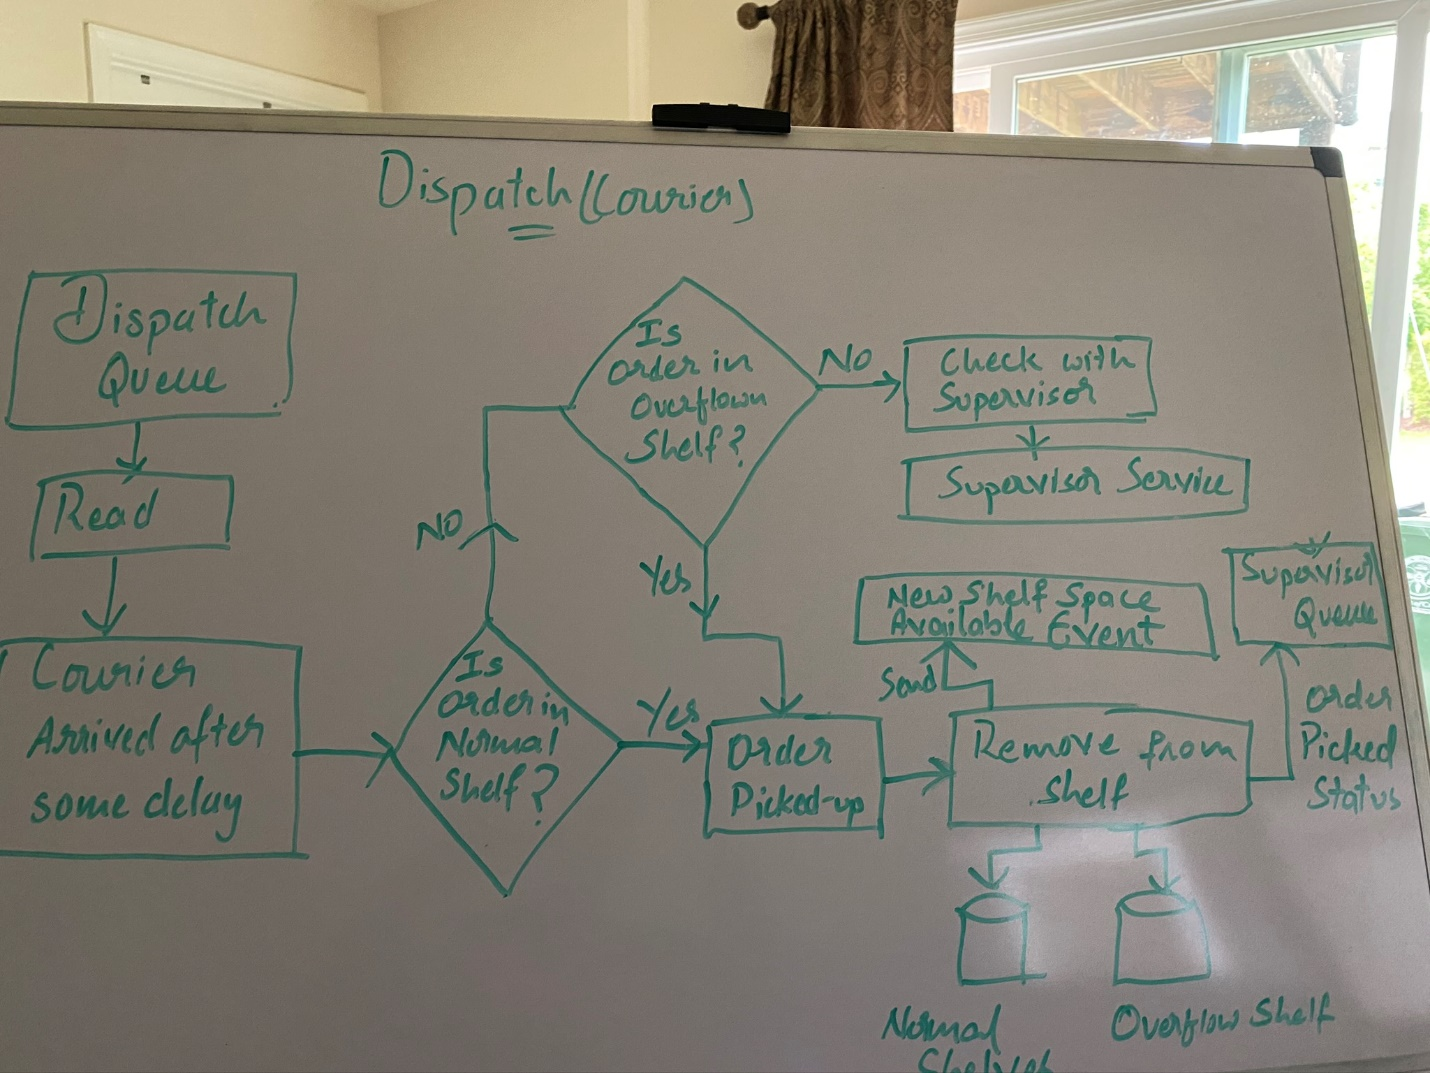 Dispatch (Courier)
Dispatch
Queue
Read
Courier
Arrived after
some delay
Is
Order in
Normal
Shelf?
NO
Yes
Is
Order in
Overflown
Shelf?
NO
Yes
Check with
Supervisor
Supervisor Service
Order
Picked-up
Remove from
Shelf
Send
New Shelf Space
Available Event
Supervisor
Queue
Order
Picked
Status
Normal
Shelves
Overflow Shelf